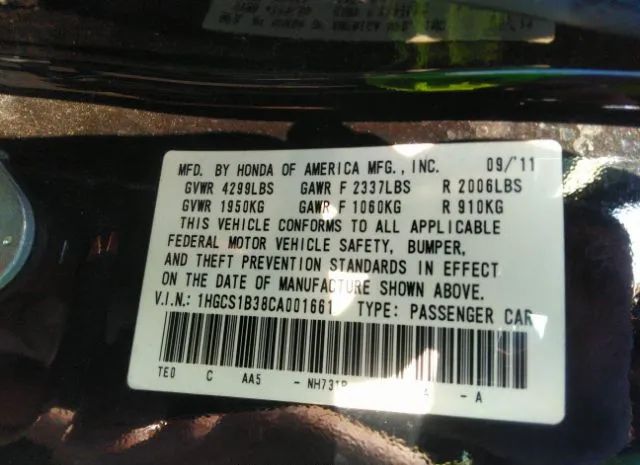 MFD. BY HONDA OF AMERICA MFG., INC. 09/'11
GVWR 4299LBS GAWR F 2337LBS R 2006LBS
GVWR 1950KG GAWR F 1060KG R 910KG
THIS VEHICLE CONFORMS TO ALL APPLICABLE
FEDERAL MOTOR VEHICLE SAFETY, BUMPER,
AND THEFT PREVENTION STANDARDS IN EFFECT
ON THE DATE OF MANUFACTURE SHOWN ABOVE.
V.I.N.: 1HGCS1B38CA001661 TYPE: PASSENGER CAR
TE0 C AA5 - NH731P A - A